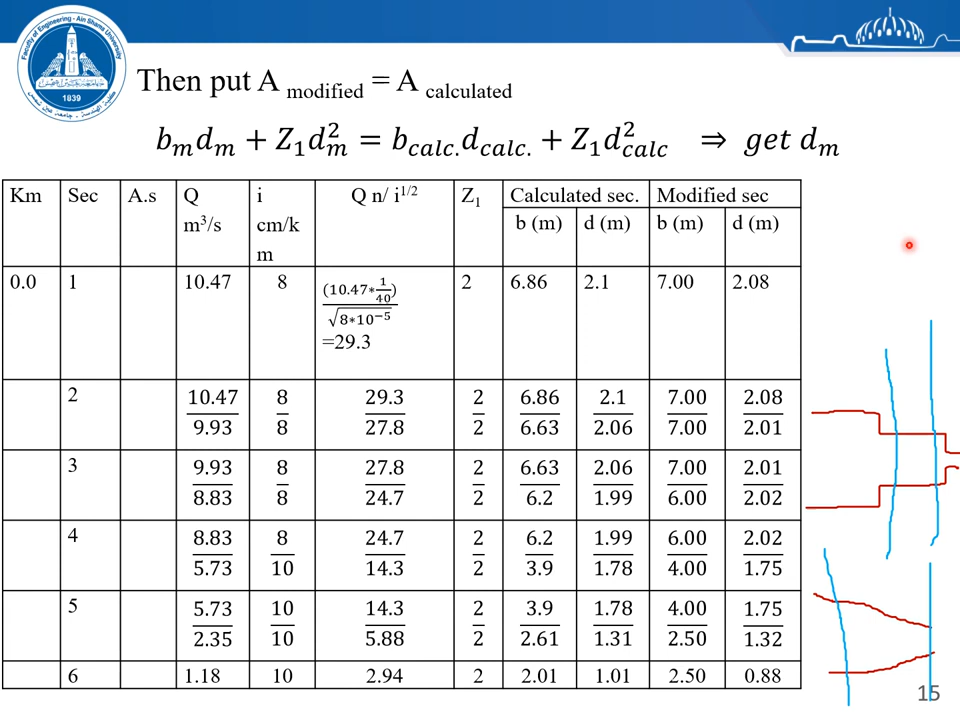 Faculty of Engineering - Ain Shams University
1839
Then put A modified = A calculated
b_m d_m + Z_1 d_m^2 = b_calc. d_calc. + Z_1 d_calc^2 ⇒ get d_m
Km Sec A.s Q m³/s i cm/km Q n/ i^1/2 Z_1 Calculated sec. Modified sec
b (m) d (m) b (m) d (m)
0.0 1 10.47 8 (10.47*1/40)/√(8*10^−5) =29.3 2 6.86 2.1 7.00 2.08
2 10.47/9.93 8/8 29.3/27.8 2/2 6.86/6.63 2.1/2.06 7.00/7.00 2.08/2.01
3 9.93/8.83 8/8 27.8/24.7 2/2 6.63/6.2 2.06/1.99 7.00/6.00 2.01/2.02
4 8.83/5.73 8/10 24.7/14.3 2/2 6.2/3.9 1.99/1.78 6.00/4.00 2.02/1.75
5 5.73/2.35 10/10 14.3/5.88 2/2 3.9/2.61 1.78/1.31 4.00/2.50 1.75/1.32
6 1.18 10 2.94 2 2.01 1.01 2.50 0.88
15